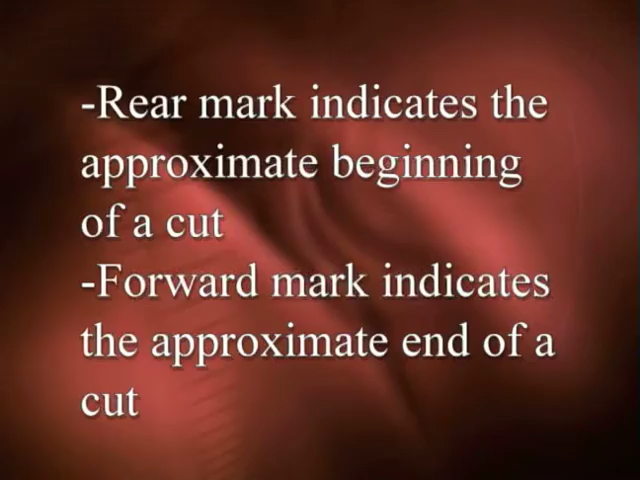 -Rear mark indicates the
approximate beginning
of a cut
-Forward mark indicates
the approximate end of a
cut